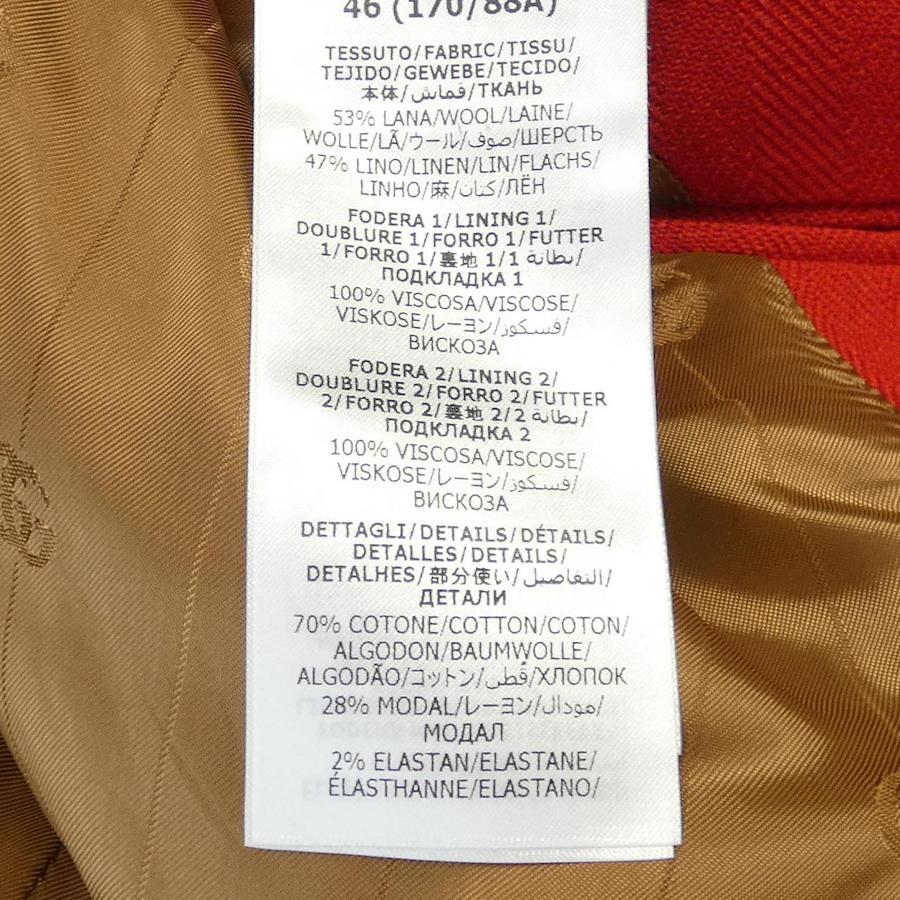 46 (170/88A)
TESSUTO/FABRIC/TISSU/
TEJIDO/GEWEBE/TECIDO/
本体/قماش/ТКАНЬ
53% LANA/WOOL/LAINE/
WOLLE/LÃ/ウール/صوف/ШЕРСТЬ
47% LINO/LINEN/LIN/FLACHS/
LINHO/麻/كتان/ЛЁН
FODERA 1/LINING 1/
DOUBLURE 1/FORRO 1/FUTTER
1/FORRO 1/裏地 1/1 بطانة/
ПОДКЛАДКА 1
100% VISCOSA/VISCOSE/
VISKOSE/レーヨン/فسكوز/
ВИСКОЗА
FODERA 2/LINING 2/
DOUBLURE 2/FORRO 2/FUTTER
2/FORRO 2/裏地 2/2 بطانة/
ПОДКЛАДКА 2
100% VISCOSA/VISCOSE/
VISKOSE/レーヨン/فسكوز/
ВИСКОЗА
DETTAGLI/DETAILS/DÉTAILS/
DETALLES/DETAILS/
DETALHES/部分使い/التفاصيل/
ДЕТАЛИ
70% COTONE/COTTON/COTON/
ALGODON/BAUMWOLLE/
ALGODÃO/コットン/قطن/ХЛОПОК
28% MODAL/レーヨン/مودال/
МОДАЛ
2% ELASTAN/ELASTANE/
ÉLASTHANNE/ELASTANO/